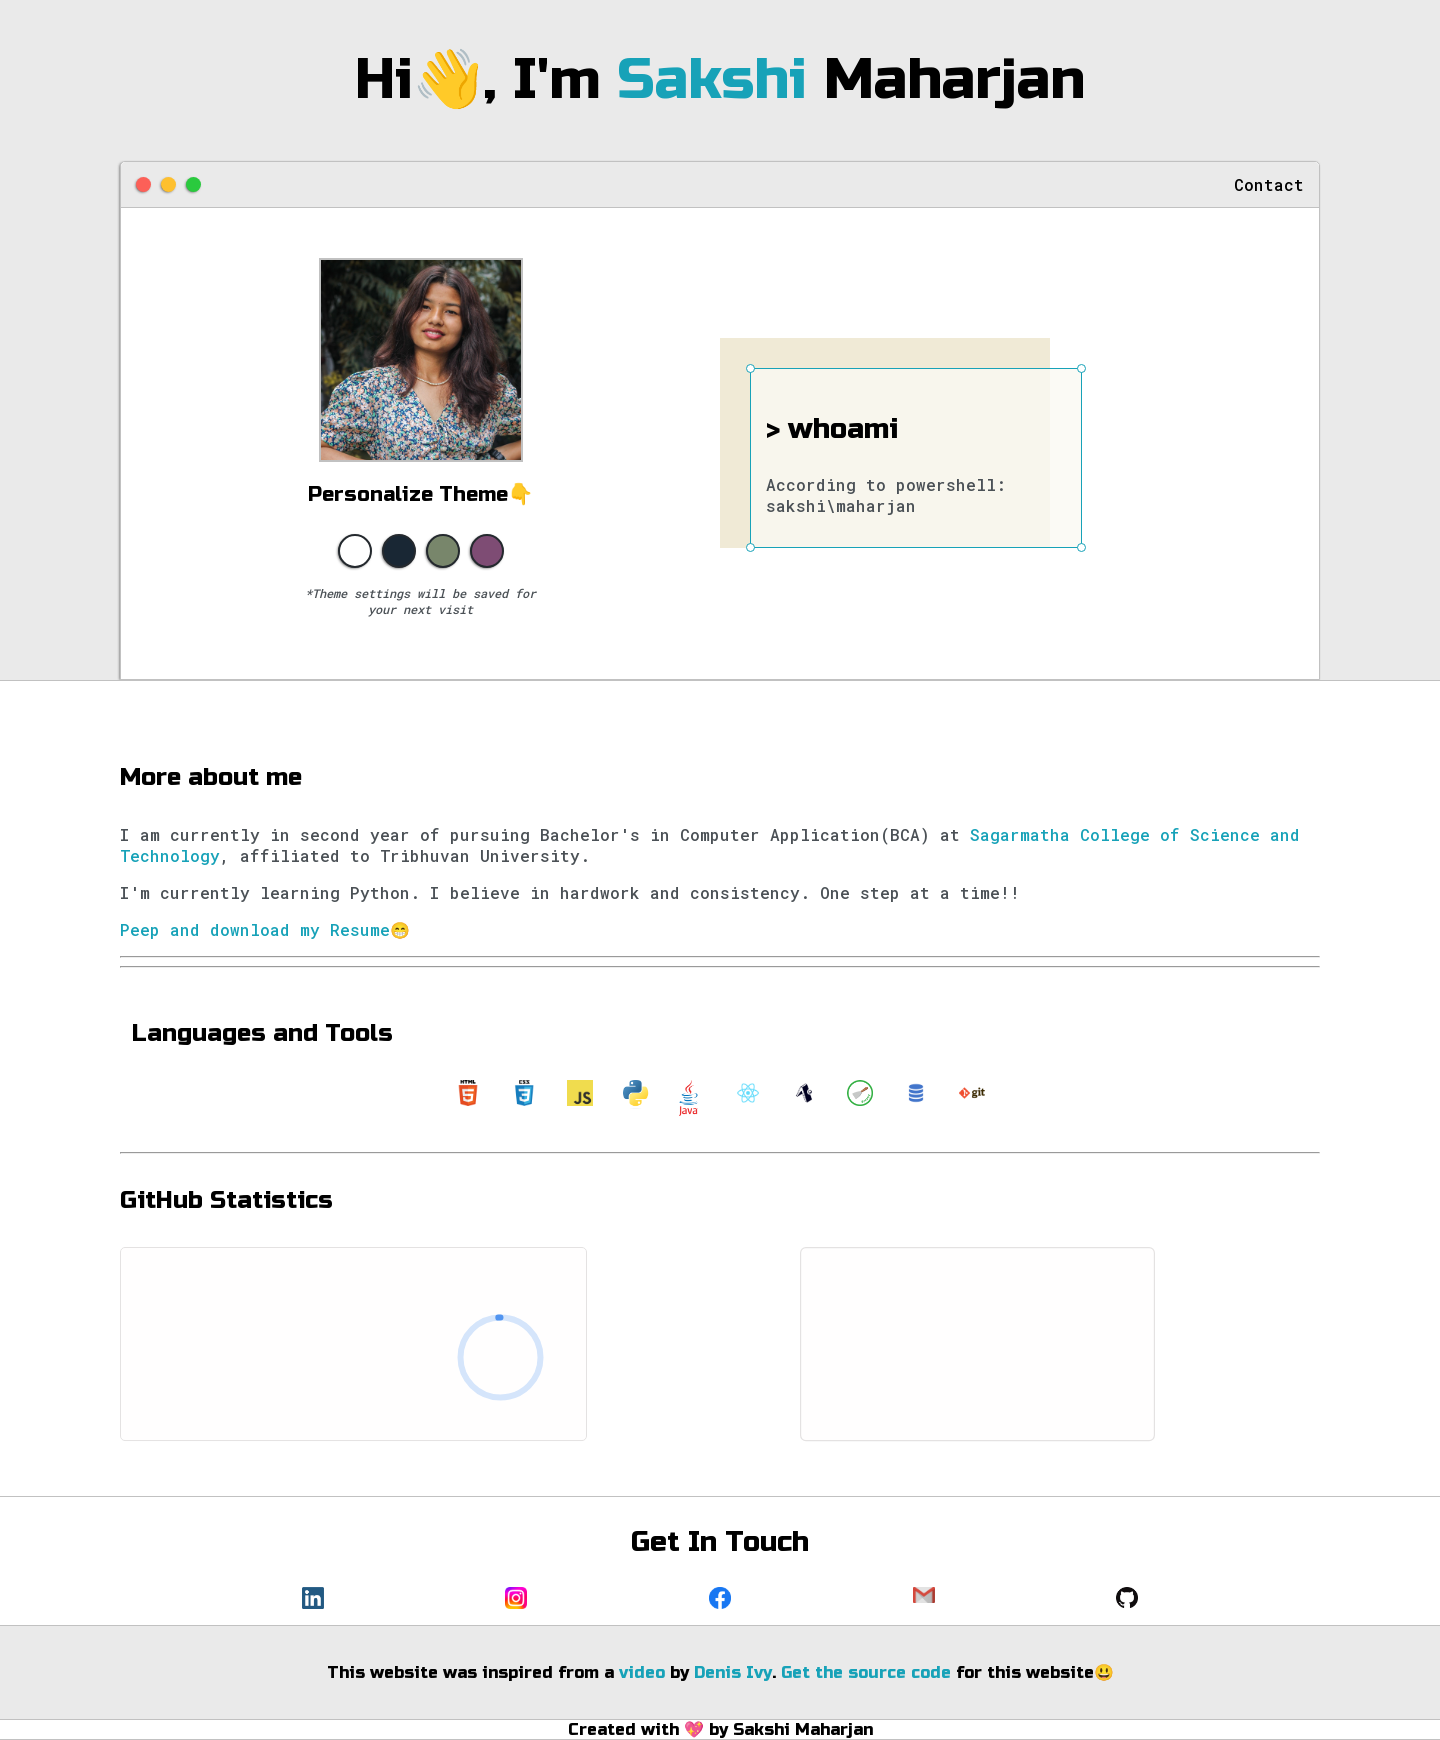 Hi👋, I'm Sakshi Maharjan
Contact
Personalize Theme👇
*Theme settings will be saved for
your next visit
> whoami
According to powershell:
sakshi\maharjan
More about me
I am currently in second year of pursuing Bachelor's in Computer Application(BCA) at Sagarmatha College of Science and
Technology, affiliated to Tribhuvan University.
I'm currently learning Python. I believe in hardwork and consistency. One step at a time!!
Peep and download my Resume😁
Languages and Tools
HTML
5
CSS
3
JS
Java
git
GitHub Statistics
Get In Touch
in
This website was inspired from a video by Denis Ivy. Get the source code for this website😃
Created with 💖 by Sakshi Maharjan